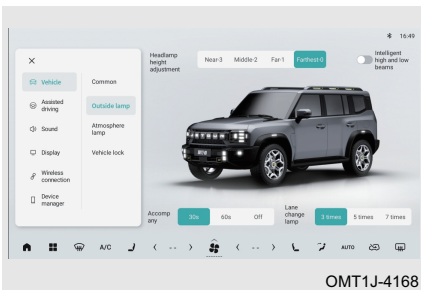 16:49
Vehicle
Assisted
driving
Sound
Display
Wireless
connection
Device
manager
Common
Outside lamp
Atmosphere
lamp
Vehicle lock
Headlamp
height
adjustment
Near-3 Middle-2 Far-1 Farthest-0
Intelligent
high and low
beams
Accomp
any
30s 60s Off
Lane
change
lamp
3 times 5 times 7 times
A/C -- -- AUTO
OMT1J-4168